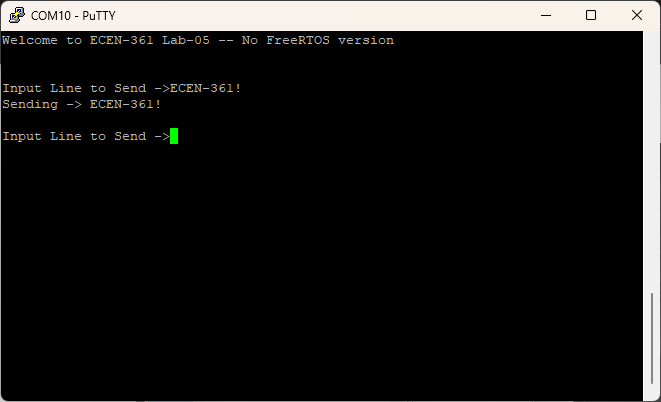 COM10 - PuTTY
Welcome to ECEN-361 Lab-05 -- No FreeRTOS version
Input Line to Send ->ECEN-361!
Sending -> ECEN-361!
Input Line to Send ->